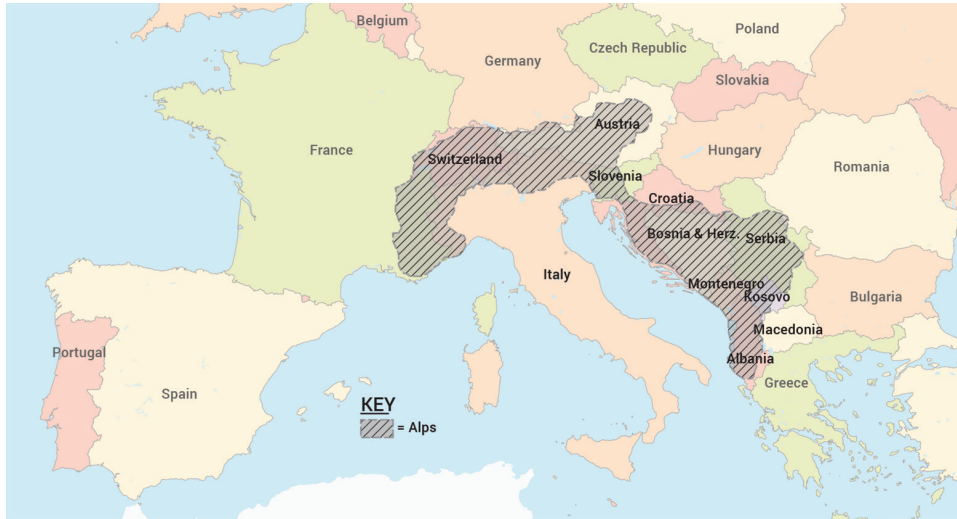 Belgium
Poland
Czech Republic
Germany
Slovakia
Austria
France
Switzerland
Hungary
Romania
Slovenia
Croatia
Bosnia & Herz.
Serbia
Italy
Montenegro
Kosovo
Bulgaria
Macedonia
Portugal
Albania
Spain
Greece
KEY
= Alps